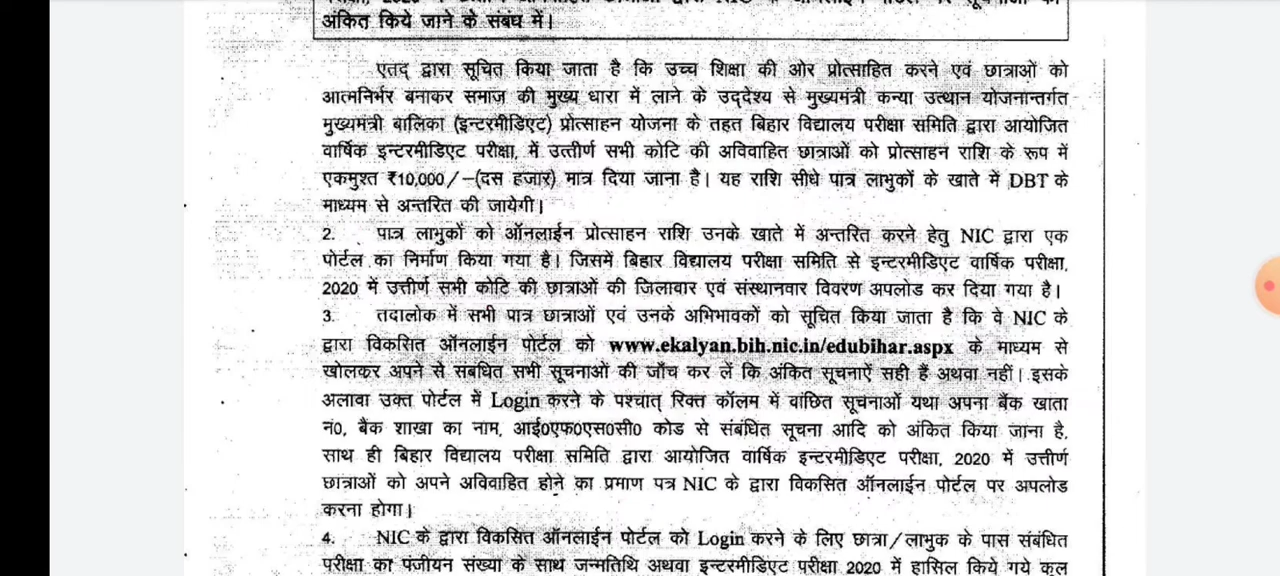 अंकित किये जाने के संबंध में।
एतद् द्वारा सूचित किया जाता है कि उच्च शिक्षा की ओर प्रोत्साहित करने एवं छात्राओं को
आत्मनिर्भर बनाकर समाज की मुख्य धारा में लाने के उद्देश्य से मुख्यमंत्री कन्या उत्थान योजनान्तर्गत
मुख्यमंत्री बालिका (इन्टरमीडिएट) प्रोत्साहन योजना के तहत बिहार विद्यालय परीक्षा समिति द्वारा आयोजित
वार्षिक इन्टरमीडिएट परीक्षा, में उत्तीर्ण सभी कोटि की अविवाहित छात्राओं को प्रोत्साहन राशि के रूप में
एकमुश्त ₹10,000/-(दस हजार) मात्र दिया जाना है। यह राशि सीधे पात्र लाभुकों के खाते में DBT के
माध्यम से अन्तरित की जायेगी।
2. पात्र लाभुकों को ऑनलाईन प्रोत्साहन राशि उनके खाते में अन्तरित करने हेतु NIC द्वारा एक
पोर्टल का निर्माण किया गया है। जिसमें बिहार विद्यालय परीक्षा समिति से इन्टरमीडिएट वार्षिक परीक्षा,
2020 में उत्तीर्ण सभी कोटि की छात्राओं की जिलावार एवं संस्थानवार विवरण अपलोड कर दिया गया है।
3. तदालोक में सभी पात्र छात्राओं एवं उनके अभिभावकों को सूचित किया जाता है कि वे NIC के
द्वारा विकसित ऑनलाईन पोर्टल को www.ekalyan.bih.nic.in/edubihar.aspx के माध्यम से
खोलकर अपने से संबधित सभी सूचनाओं की जाँच कर लें कि अंकित सूचनाऐं सही हैं अथवा नहीं। इसके
अलावा उक्त पोर्टल में Login करने के पश्चात् रिक्त कॉलम में वांछित सूचनाओं यथा अपना बैंक खाता
नं0, बैंक शाखा का नाम, आई0एफ0एस0सी0 कोड से संबंधित सूचना आदि को अंकित किया जाना है,
साथ ही बिहार विद्यालय परीक्षा समिति द्वारा आयोजित वार्षिक इन्टरमीडिएट परीक्षा, 2020 में उत्तीर्ण
छात्राओं को अपने अविवाहित होने का प्रमाण पत्र NIC के द्वारा विकसित ऑनलाईन पोर्टल पर अपलोड
करना होगा।
4. NIC के द्वारा विकसित ऑनलाईन पोर्टल को Login करने के लिए छात्रा/लाभुक के पास संबंधित
परीक्षा का पंजीयन संख्या के साथ जन्मतिथि अथवा इन्टरमीडिएट परीक्षा 2020 में हासिल किये गये कुल